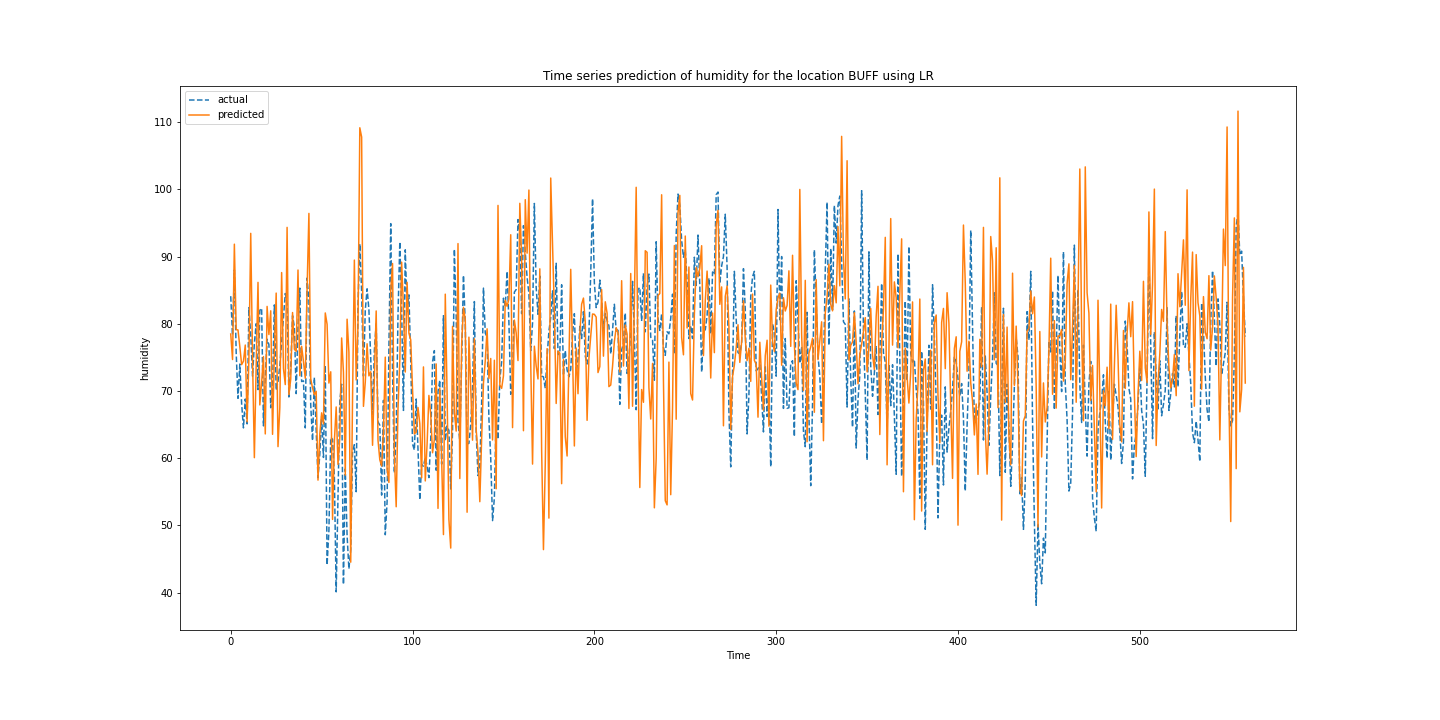 Time series prediction of humidity for the location BUFF using LR
actual
predicted
110
100
90
80
70
60
50
40
humidity
0 100 200 300 400 500
Time